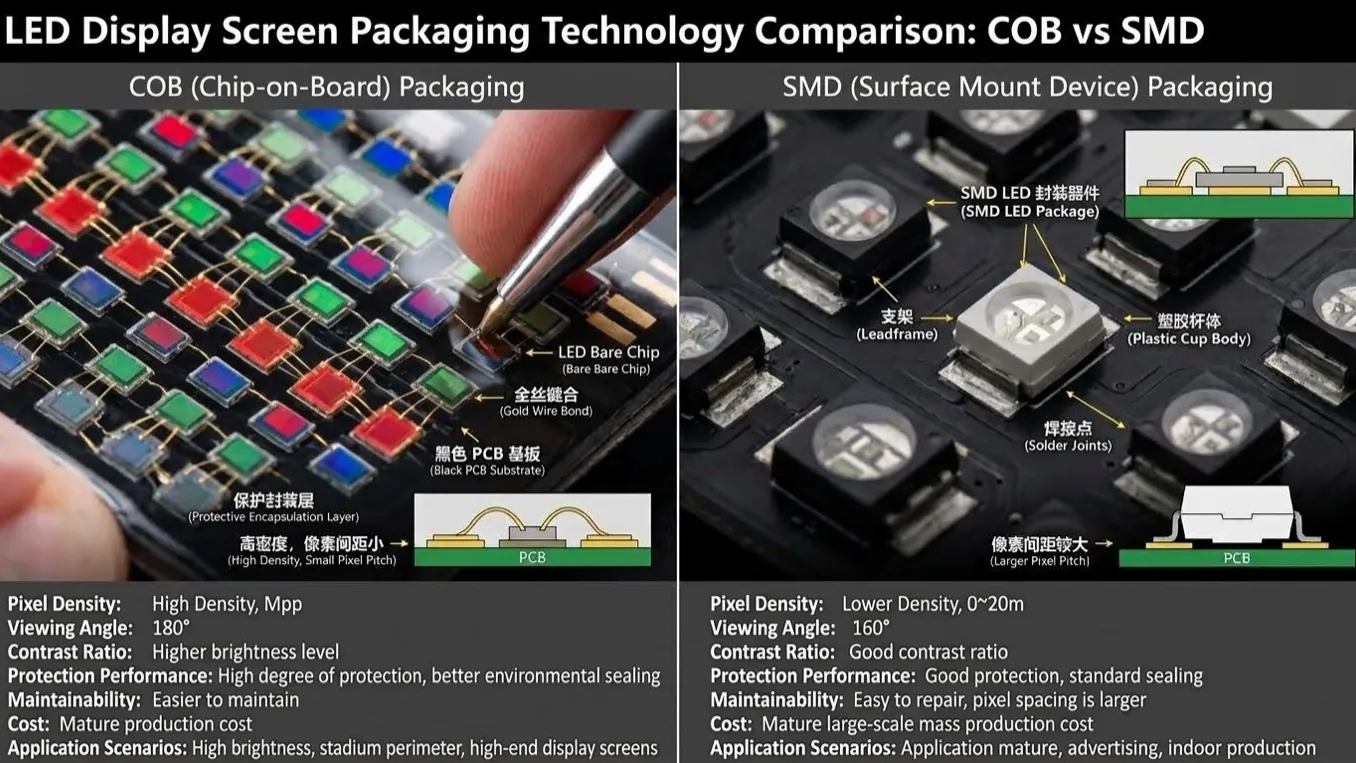 LED Display Screen Packaging Technology Comparison: COB vs SMD
COB (Chip-on-Board) Packaging
LED Bare Chip
(Bare Bare Chip)
(Gold Wire Bond)
黑色 PCB 基板
(Black PCB Substrate)
保护封装层
(Protective Encapsulation Layer)
高密度，像素间距小
(High Density, Small Pixel Pitch)
PCB
Pixel Density: High Density, Mpp
Viewing Angle: 180°
Contrast Ratio: Higher brightness level
Protection Performance: High degree of protection, better environmental sealing
Maintainability: Easier to maintain
Cost: Mature production cost
Application Scenarios: High brightness, stadium perimeter, high-end display screens
SMD (Surface Mount Device) Packaging
SMD LED 封装器件
(SMD LED Package)
支架
(Leadframe)
塑胶杯体
(Plastic Cup Body)
(Solder Joints)
像素间距较大
(Larger Pixel Pitch)
PCB
Pixel Density: Lower Density, 0~20m
Viewing Angle: 160°
Contrast Ratio: Good contrast ratio
Protection Performance: Good protection, standard sealing
Maintainability: Easy to repair, pixel spacing is larger
Cost: Mature large-scale mass production cost
Application Scenarios: Application mature, advertising, indoor production